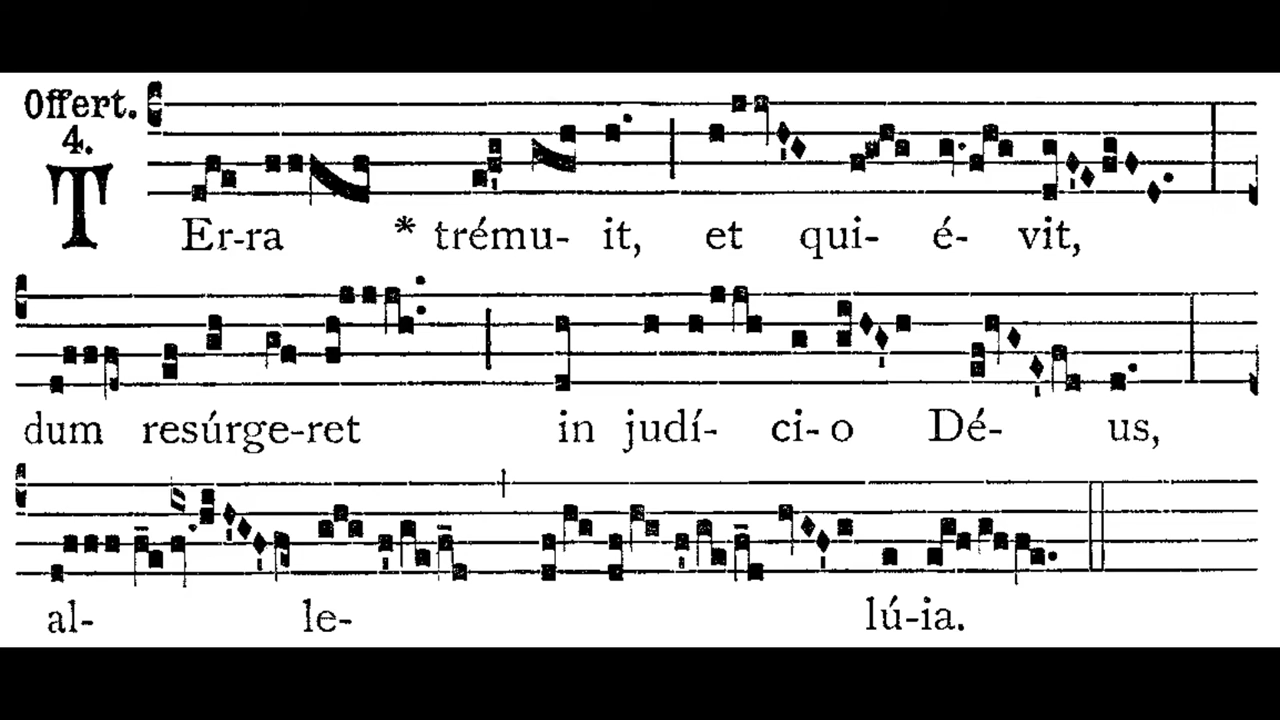 Offert.
4.
TEr-ra * trému- it, et qui- é- vit,
dum resúrge-ret in judí- ci- o Dé- us,
al- le- lú-ia.